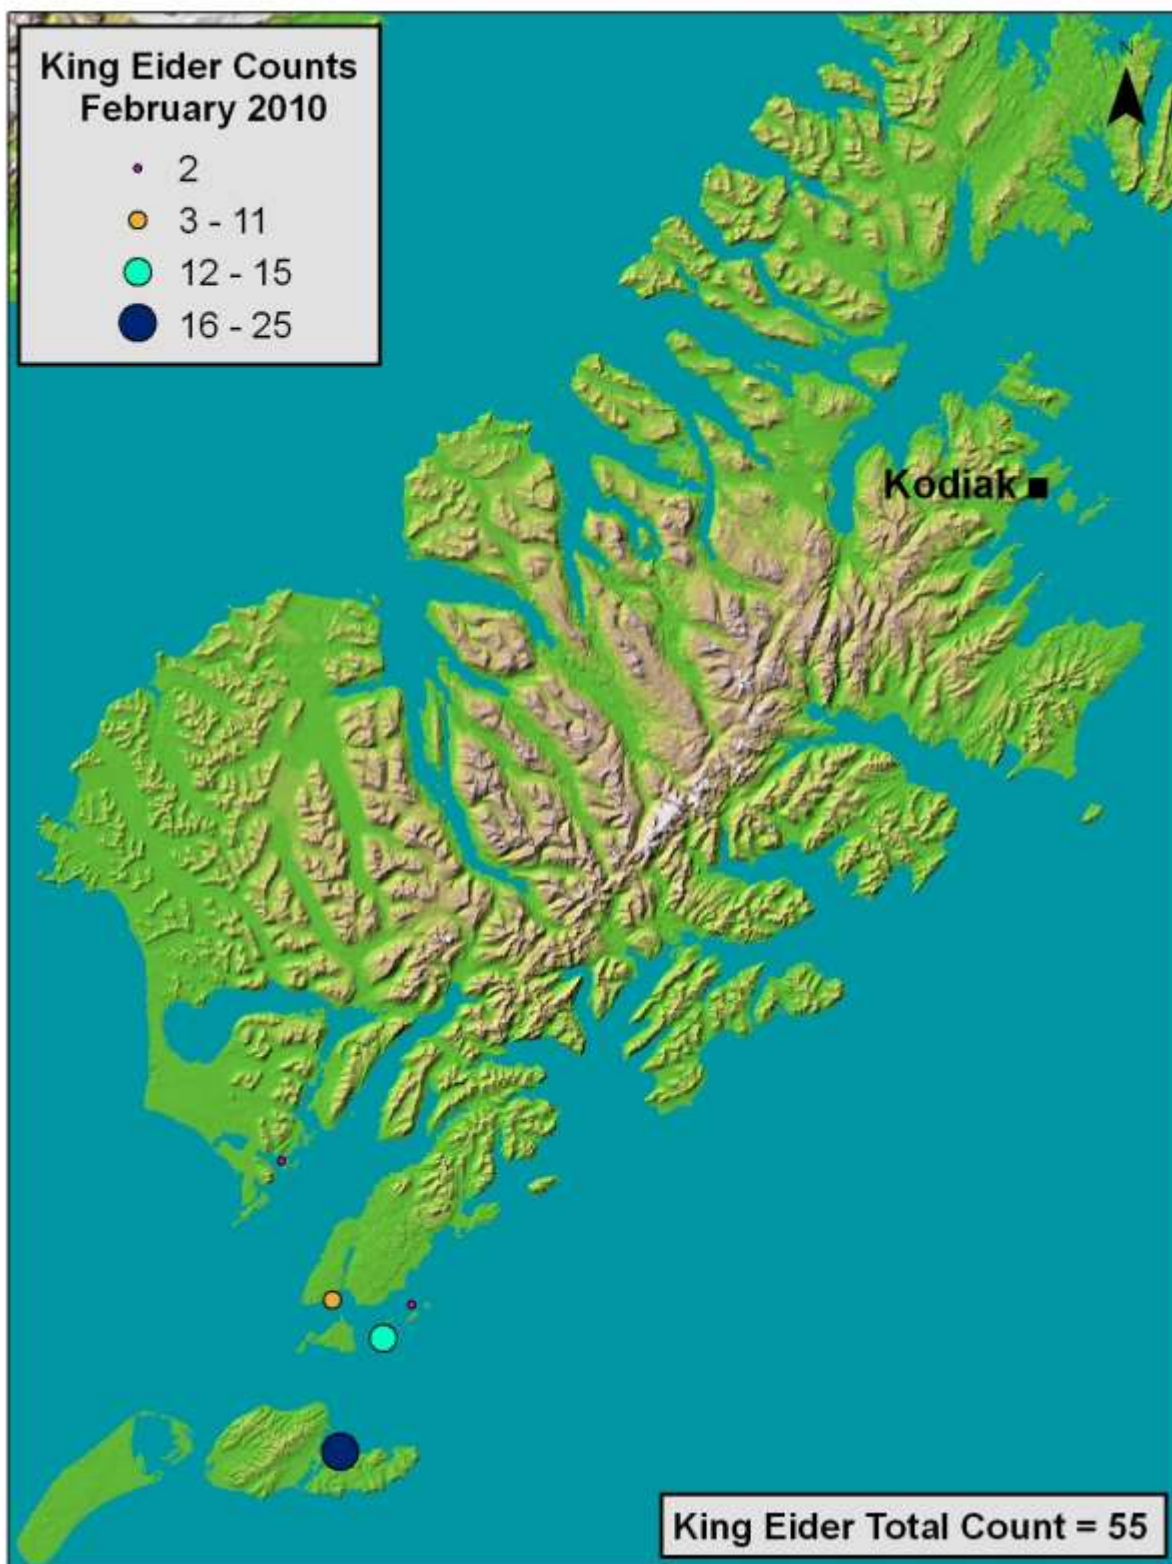 King Eider Counts
February 2010
2
3 - 11
12 - 15
16 - 25
N
Kodiak
King Eider Total Count = 55